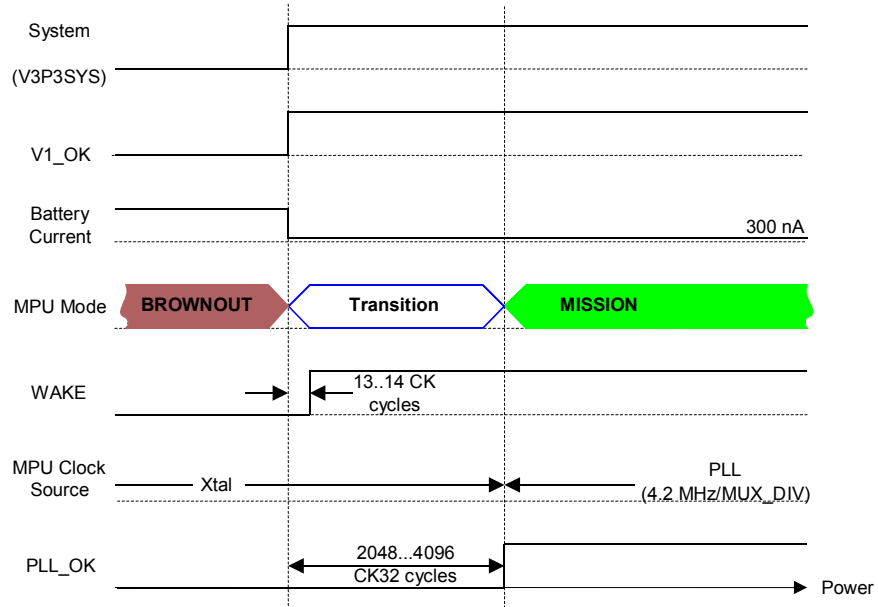 System
(V3P3SYS)
V1_OK
Battery
Current
300 nA
MPU Mode
BROWNOUT
Transition
MISSION
WAKE
13..14 CK
cycles
MPU Clock
Source
Xtal
PLL
(4.2 MHz/MUX_DIV)
PLL_OK
2048...4096
CK32 cycles
Power